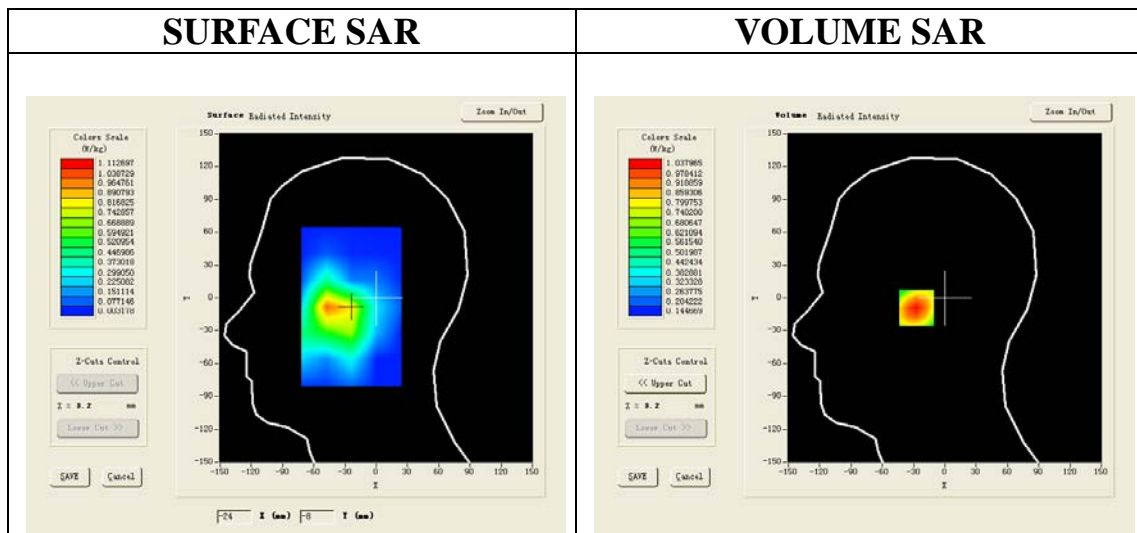 SURFACE SAR
VOLUME SAR
Surface Radiated Intensity
Zoom In/Out
Colors Scale
(W/kg)
1.112697
1.038729
0.964761
0.890793
0.816825
0.742857
0.668889
0.594921
0.520954
0.446986
0.373018
0.299050
0.225082
0.151114
0.077146
0.003178
150
120
90
60
30
0
-30
-60
-90
-120
-150
Y
-150 -120 -90 -60 -30 0 30 60 90 120 150
X
Z-Cuts Control
<< Upper Cut
mm
Lower Cut >>
SAVE
Cancel
-24 X (mm) -8 Y (mm)
Volume Radiated Intensity
Zoom In/Out
Colors Scale
(W/kg)
1.037965
0.978412
0.918859
0.859306
0.799753
0.740200
0.680647
0.621094
0.561540
0.501987
0.442434
0.382881
0.323328
0.263775
0.204222
0.144669
150
120
90
60
30
0
-30
-60
-90
-120
-150
Y
-150 -120 -90 -60 -30 0 30 60 90 120 150
X
Z-Cuts Control
<< Upper Cut
mm
Lower Cut >>
SAVE
Cancel